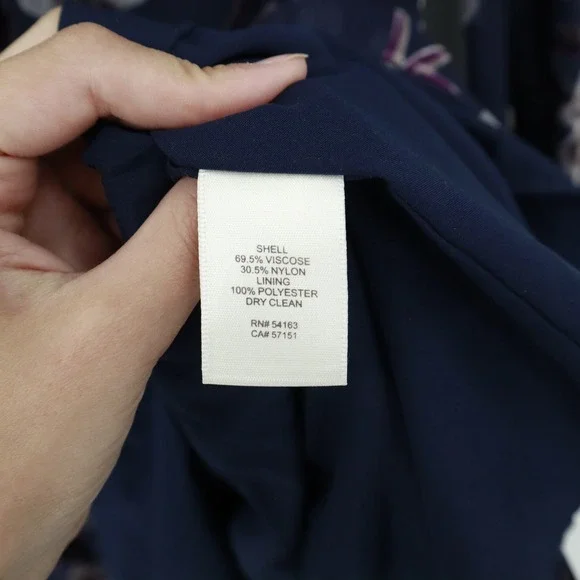 SHELL
69.5% VISCOSE
30.5% NYLON
LINING
100% POLYESTER
DRY CLEAN
RN# 54163
CA# 57151